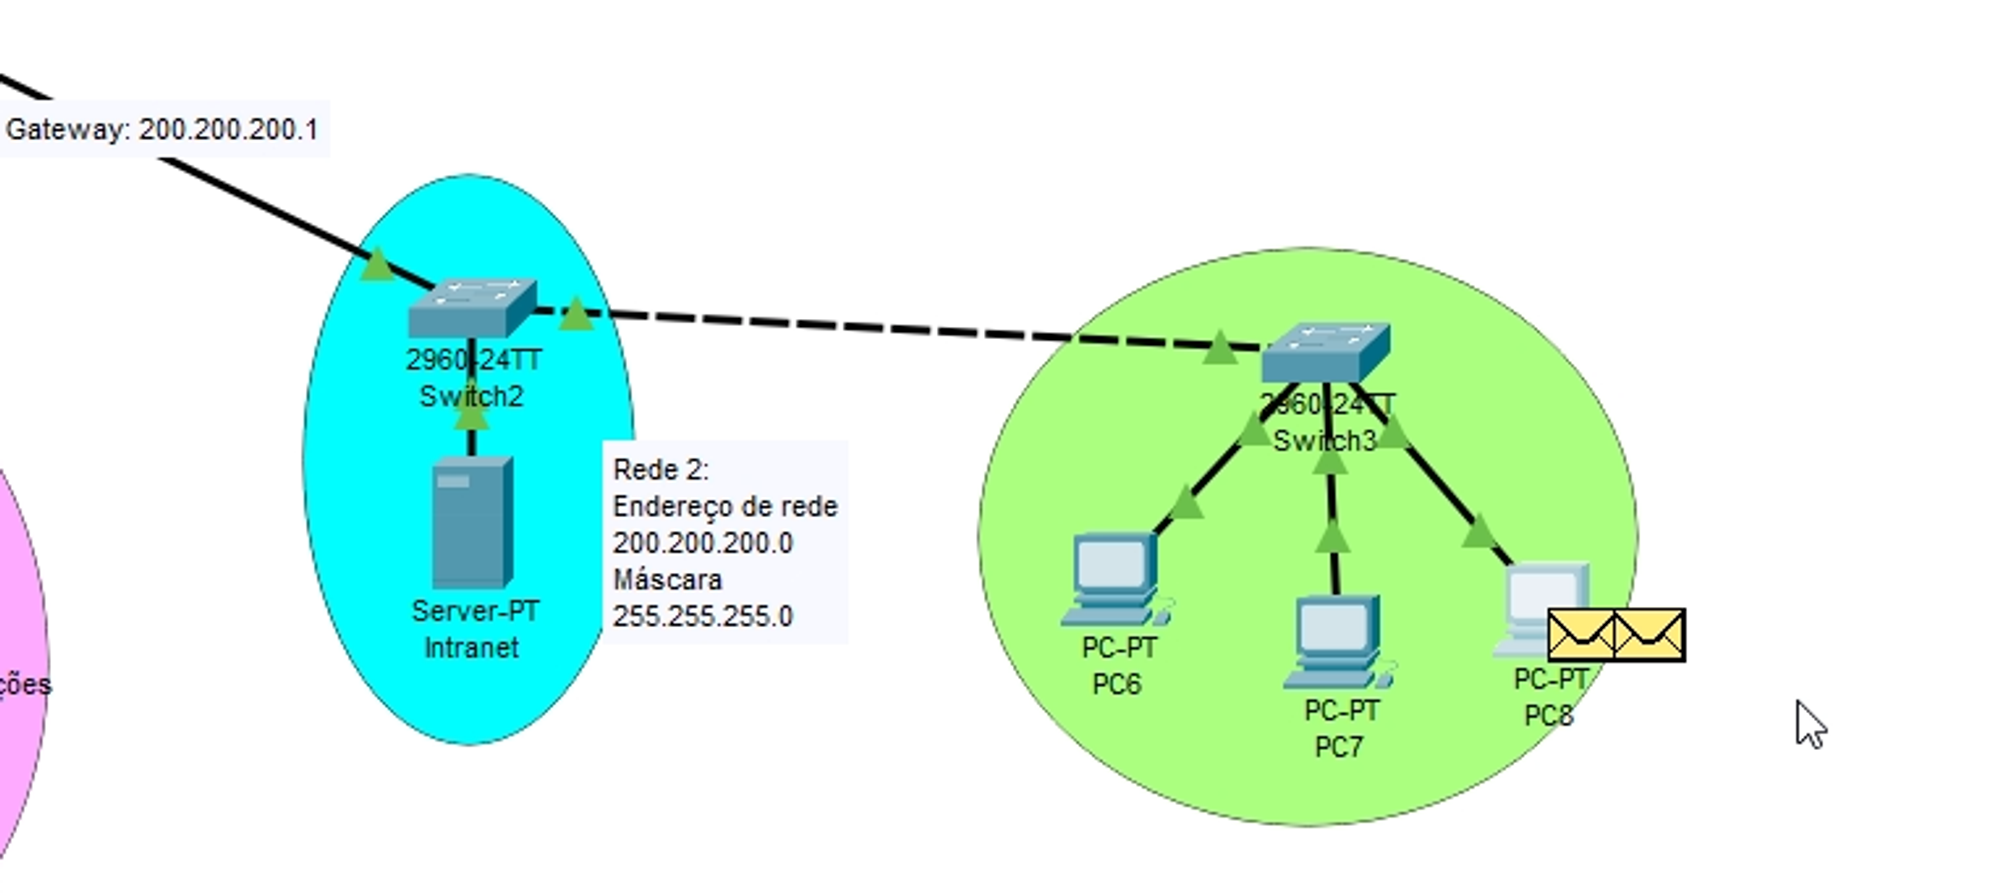 Gateway: 200.200.200.1
2960-24TT
Switch2
Server-PT
Intranet
Rede 2:
Endereço de rede
200.200.200.0
Máscara
255.255.255.0
2960-24TT
Switch3
PC-PT
PC6
PC-PT
PC7
PC-PT
PC8
ções